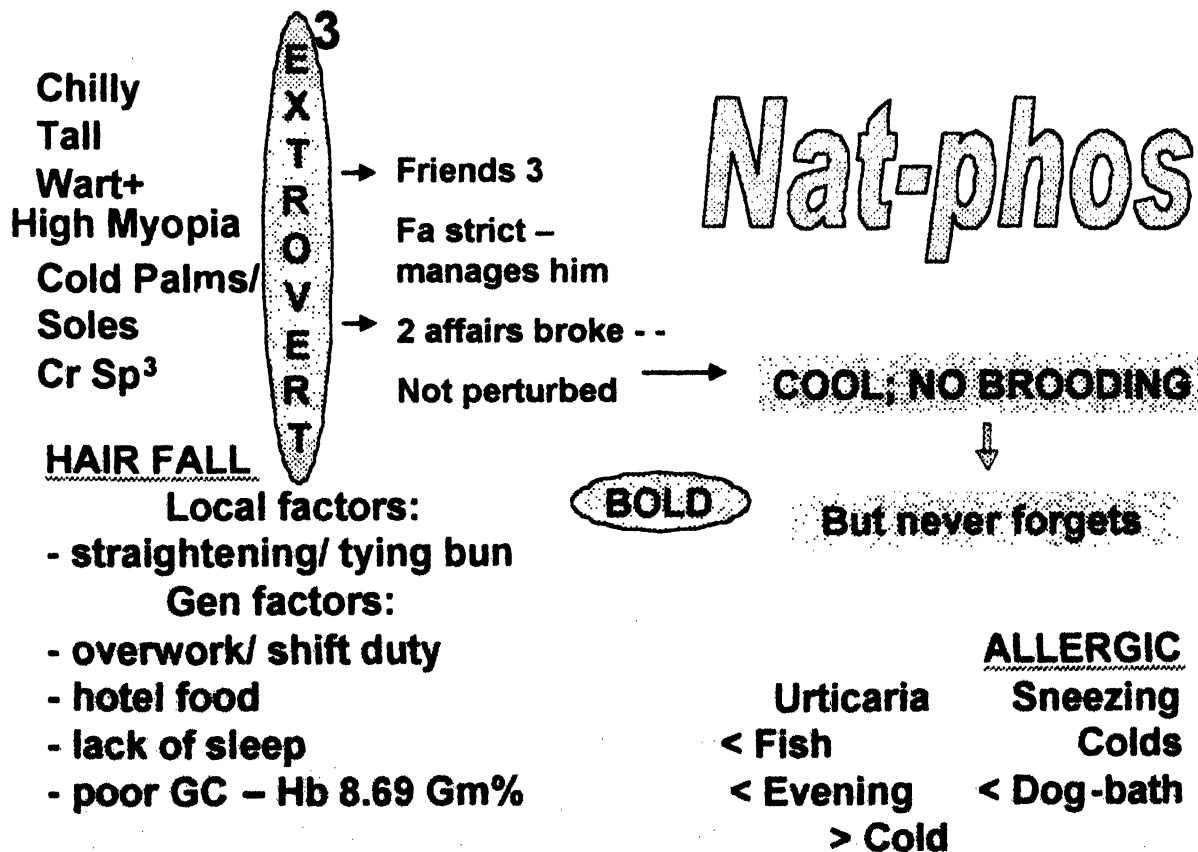 Chilly
Tall
Wart+
High Myopia
Cold Palms/
Soles
Cr Sp³
EXTROVERT
3
Friends 3
Fa strict –
manages him
2 affairs broke - -
Not perturbed
Nat-phos
COOL; NO BROODING
But never forgets
BOLD
HAIR FALL
Local factors:
- straightening/ tying bun
Gen factors:
- overwork/ shift duty
- hotel food
- lack of sleep
- poor GC – Hb 8.69 Gm%
Urticaria
< Fish
< Evening
> Cold
ALLERGIC
Sneezing
Colds
< Dog-bath